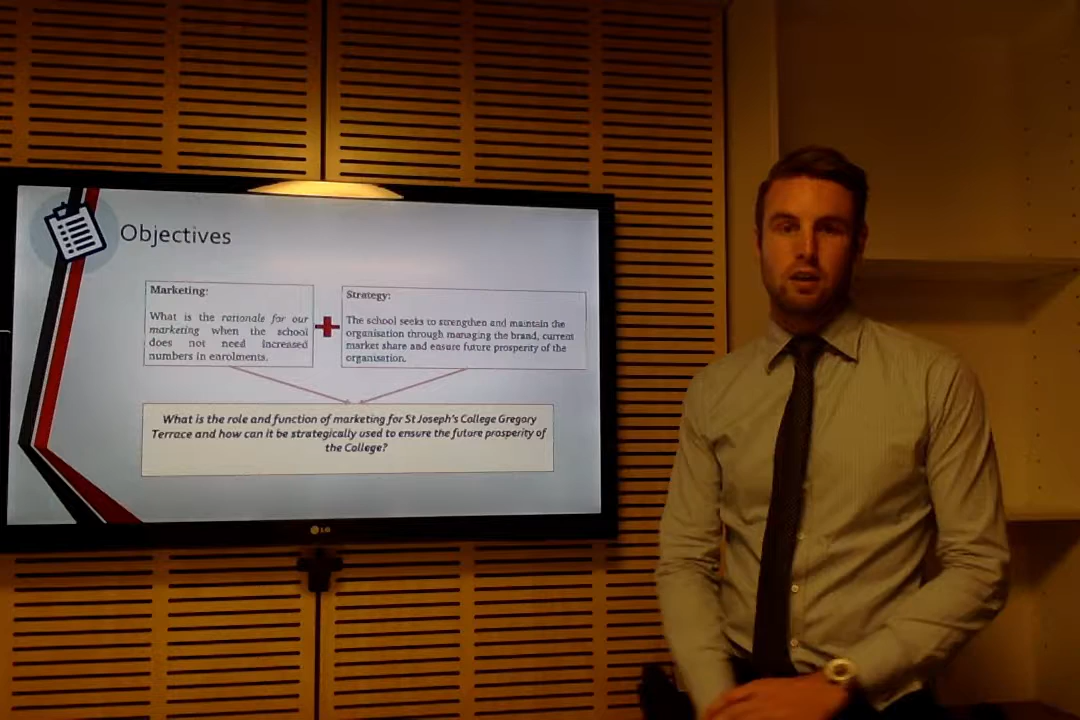 Objectives
Marketing:
What is the rationale for our
marketing when the school
does not need increased
numbers in enrolments.
Strategy:
The school seeks to strengthen and maintain the
organisation through managing the brand, current
market share and ensure future prosperity of the
organisation.
What is the role and function of marketing for St Joseph's College Gregory
Terrace and how can it be strategically used to ensure the future prosperity of
the College?
LG